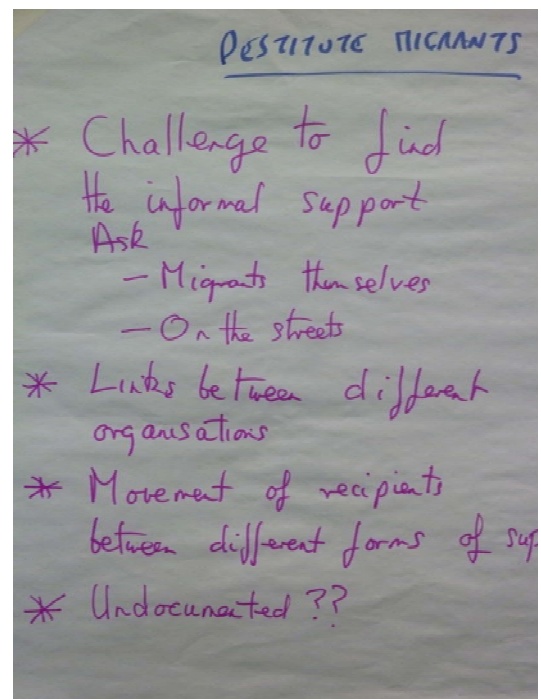 DESTITUTE MIGRANTS
* Challenge to find
the informal support
Ask
- Migrants themselves
- On the streets
* Links between different
organisations
* Movement of recipients
between different forms of sup
* Undocumented ??